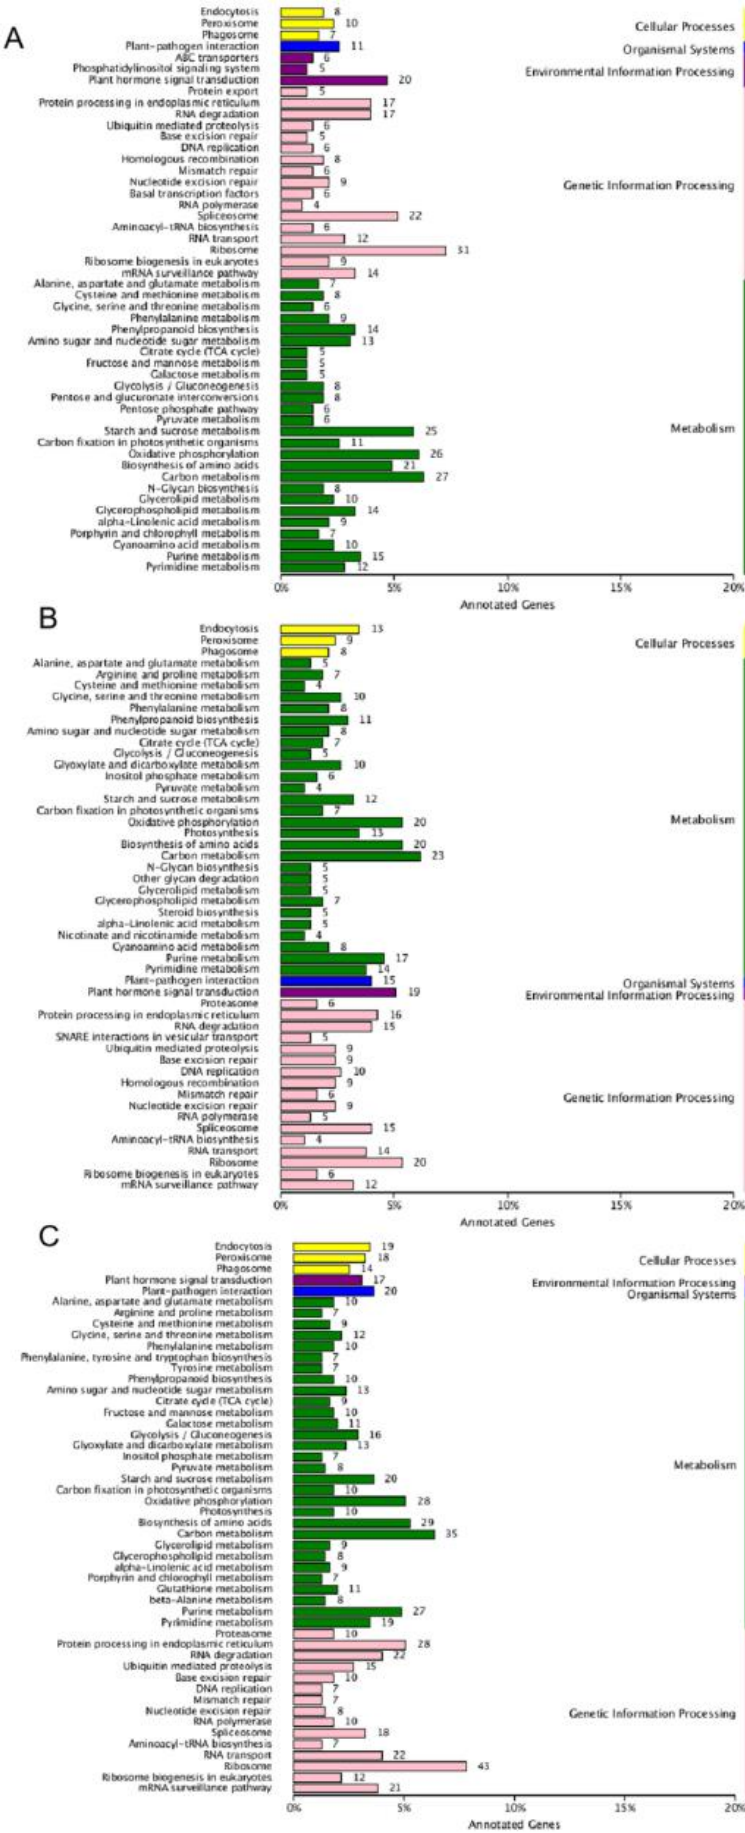 A
Endocytosis 8
Peroxisome 10
Phagosome 7
Cellular Processes
Plant-pathogen interaction 11
Organismal Systems
ABC transporters 6
Phosphatidylinositol signaling system 5
Plant hormone signal transduction 20
Environmental Information Processing
Protein export 5
Protein processing in endoplasmic reticulum 17
RNA degradation 17
Ubiquitin mediated proteolysis 6
Base excision repair 5
DNA replication 6
Homologous recombination 8
Mismatch repair 6
Nucleotide excision repair 9
Genetic Information Processing
Basal transcription factors 6
RNA polymerase 4
Spliceosome 22
Aminoacyl-tRNA biosynthesis 6
RNA transport 12
Ribosome 31
Ribosome biogenesis in eukaryotes 9
mRNA surveillance pathway 14
Alanine, aspartate and glutamate metabolism 7
Cysteine and methionine metabolism 8
Glycine, serine and threonine metabolism 6
Phenylalanine metabolism 9
Phenylpropanoid biosynthesis 14
Amino sugar and nucleotide sugar metabolism 13
Citrate cycle (TCA cycle) 5
Fructose and mannose metabolism 5
Galactose metabolism 5
Glycolysis / Gluconeogenesis 8
Pentose and glucuronate interconversions 8
Pentose phosphate pathway 6
Pyruvate metabolism 6
Starch and sucrose metabolism 25
Metabolism
Carbon fixation in photosynthetic organisms 11
Oxidative phosphorylation 26
Biosynthesis of amino acids 21
Carbon metabolism 27
N-Glycan biosynthesis 8
Glycerolipid metabolism 10
Glycerophospholipid metabolism 14
alpha-Linolenic acid metabolism 9
Porphyrin and chlorophyll metabolism 7
Cyanoamino acid metabolism 10
Purine metabolism 15
Pyrimidine metabolism 12
0% 5% 10% 15% 20%
Annotated Genes
B
Endocytosis 13
Peroxisome 9
Phagosome 8
Cellular Processes
Alanine, aspartate and glutamate metabolism 5
Arginine and proline metabolism 7
Cysteine and methionine metabolism 4
Glycine, serine and threonine metabolism 10
Phenylalanine metabolism 8
Phenylpropanoid biosynthesis 11
Amino sugar and nucleotide sugar metabolism 8
Citrate cycle (TCA cycle) 7
Glycolysis / Gluconeogenesis 5
Glyoxylate and dicarboxylate metabolism 10
Inositol phosphate metabolism 6
Pyruvate metabolism 4
Starch and sucrose metabolism 12
Carbon fixation in photosynthetic organisms 7
Oxidative phosphorylation 20
Metabolism
Photosynthesis 13
Biosynthesis of amino acids 20
Carbon metabolism 23
N-Glycan biosynthesis 5
Other glycan degradation 5
Glycerolipid metabolism 5
Glycerophospholipid metabolism 7
Steroid biosynthesis 5
alpha-Linolenic acid metabolism 5
Nicotinate and nicotinamide metabolism 4
Cyanoamino acid metabolism 8
Purine metabolism 17
Pyrimidine metabolism 14
Plant-pathogen interaction 15
Organismal Systems
Plant hormone signal transduction 19
Environmental Information Processing
Proteasome 6
Protein processing in endoplasmic reticulum 16
RNA degradation 15
SNARE interactions in vesicular transport 5
Ubiquitin mediated proteolysis 9
Base excision repair 9
DNA replication 10
Homologous recombination 9
Mismatch repair 6
Genetic Information Processing
Nucleotide excision repair 9
RNA polymerase 5
Spliceosome 15
Aminoacyl-tRNA biosynthesis 4
RNA transport 14
Ribosome 20
Ribosome biogenesis in eukaryotes 6
mRNA surveillance pathway 12
0% 5% 10% 15% 20%
Annotated Genes
C
Endocytosis 19
Peroxisome 18
Phagosome 14
Cellular Processes
Plant hormone signal transduction 17
Environmental Information Processing
Plant-pathogen interaction 20
Organismal Systems
Alanine, aspartate and glutamate metabolism 10
Arginine and proline metabolism 7
Cysteine and methionine metabolism 9
Glycine, serine and threonine metabolism 12
Phenylalanine metabolism 10
Phenylalanine, tyrosine and tryptophan biosynthesis 7
Tyrosine metabolism 7
Phenylpropanoid biosynthesis 10
Amino sugar and nucleotide sugar metabolism 13
Citrate cycle (TCA cycle) 9
Fructose and mannose metabolism 10
Galactose metabolism 11
Glycolysis / Gluconeogenesis 16
Glyoxylate and dicarboxylate metabolism 13
Inositol phosphate metabolism 7
Metabolism
Pyruvate metabolism 8
Starch and sucrose metabolism 20
Carbon fixation in photosynthetic organisms 10
Oxidative phosphorylation 28
Photosynthesis 10
Biosynthesis of amino acids 29
Carbon metabolism 35
Glycerolipid metabolism 9
Glycerophospholipid metabolism 8
alpha-Linolenic acid metabolism 9
Porphyrin and chlorophyll metabolism 7
Glutathione metabolism 11
beta-Alanine metabolism 8
Purine metabolism 27
Pyrimidine metabolism 19
Proteasome 10
Protein processing in endoplasmic reticulum 28
RNA degradation 22
Ubiquitin mediated proteolysis 15
Base excision repair 10
DNA replication 7
Mismatch repair 7
Nucleotide excision repair 8
Genetic Information Processing
RNA polymerase 10
Spliceosome 18
Aminoacyl-tRNA biosynthesis 7
RNA transport 22
Ribosome 43
Ribosome biogenesis in eukaryotes 12
mRNA surveillance pathway 21
0% 5% 10% 15% 20%
Annotated Genes